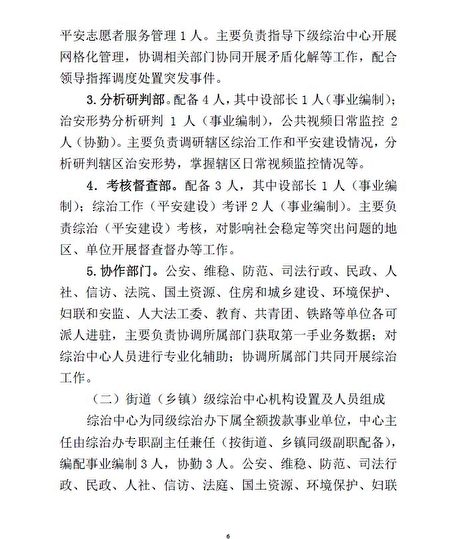 平安志愿者服务管理1人。主要负责指导下级综治中心开展
网格化管理，协调相关部门协同开展矛盾化解等工作，配合
领导指挥调度处置突发事件。
3.分析研判部。配备4人，其中设部长1人（事业编制）；
治安形势分析研判 1 人（事业编制），公共视频日常监控 2
人（协勤）。主要负责调研辖区综治工作和平安建设情况，分
析研判辖区治安形势，掌握辖区日常视频监控情况等。
4. 考核督查部。配备 3 人，其中设部长 1 人（事业编
制）；综治工作（平安建设）考评2人（事业编制）。主要负
责综治（平安建设）考核，对影响社会稳定等突出问题的地
区、单位开展督查督办等工作。
5.协作部门。公安、维稳、防范、司法行政、民政、人
社、信访、法院、国土资源、住房和城乡建设、环境保护、
妇联和安监、人大法工委、教育、共青团、铁路等单位各可
派人进驻，主要负责协调所属部门获取第一手业务数据；对
综治中心人员进行专业化辅助；协调所属部门共同开展综治
工作。
（二）街道（乡镇）级综治中心机构设置及人员组成
综治中心为同级综治办下属全额拨款事业单位，中心主
任由综治办专职副主任兼任（按街道、乡镇同级副职配备），
编配事业编制3人，协勤3人。公安、维稳、防范、司法行
政、民政、人社、信访、法庭、国土资源、环境保护、妇联
6